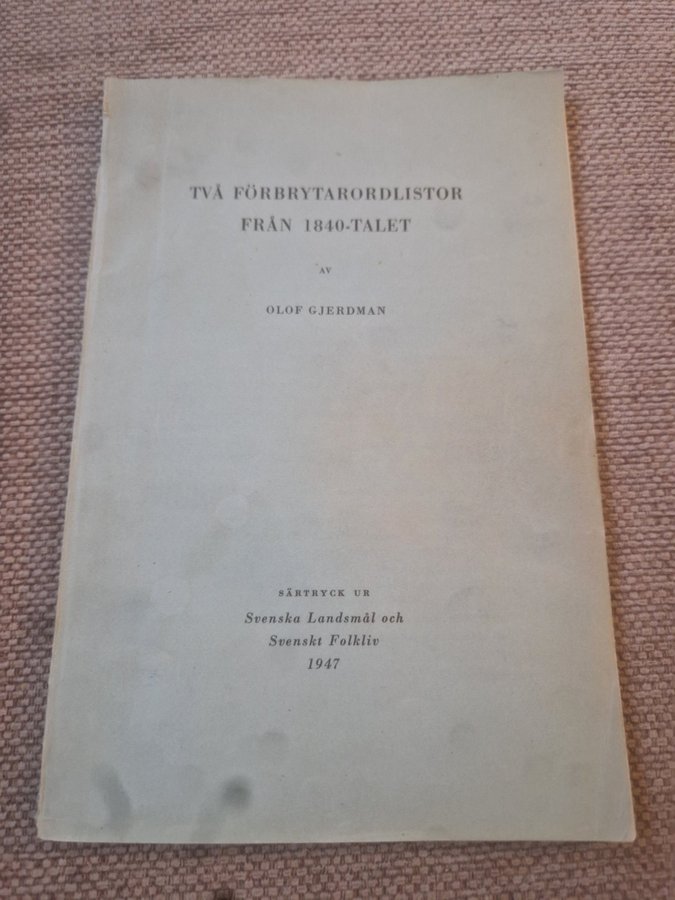 TVÅ FÖRBRYTARORDLISTOR
FRÅN 1840-TALET
AV
OLOF GJERDMAN
SÄRTRYCK UR
Svenska Landsmål och
Svenskt Folkliv
1947